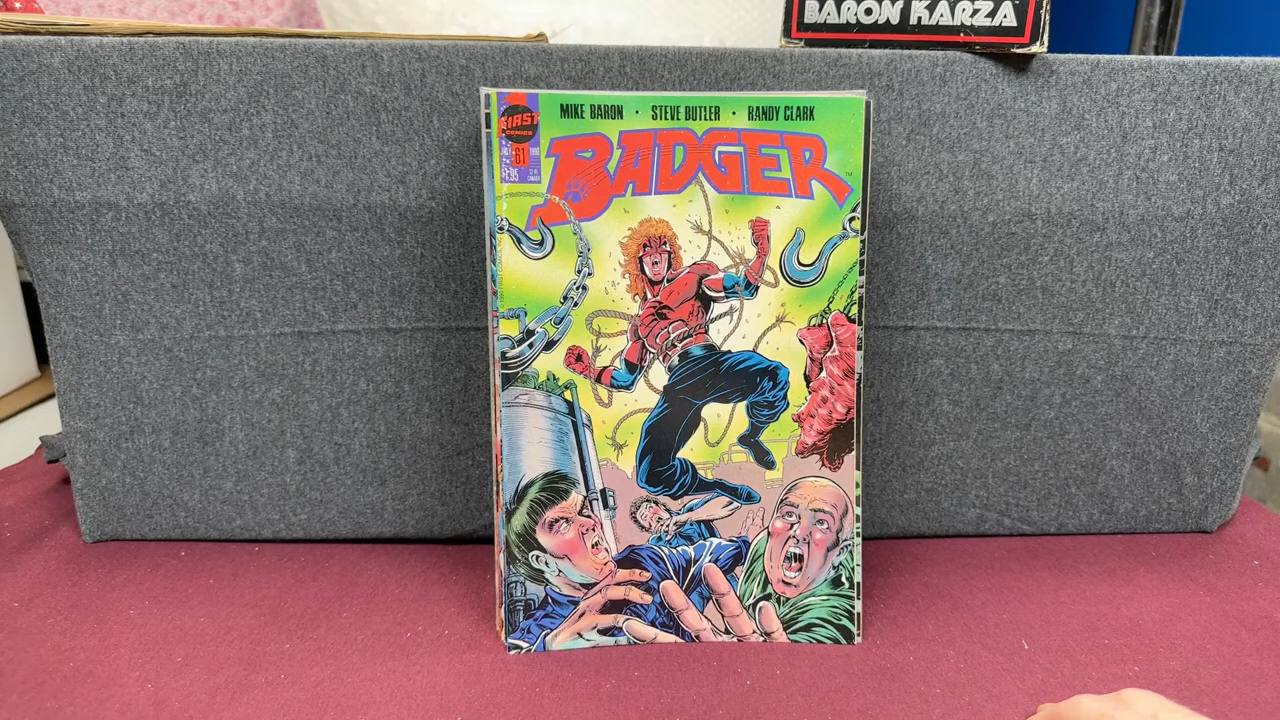 BARON KARZA
MIKE BARON • STEVE BUTLER • RANDY CLARK
FIRST
COMICS
61
BADGER